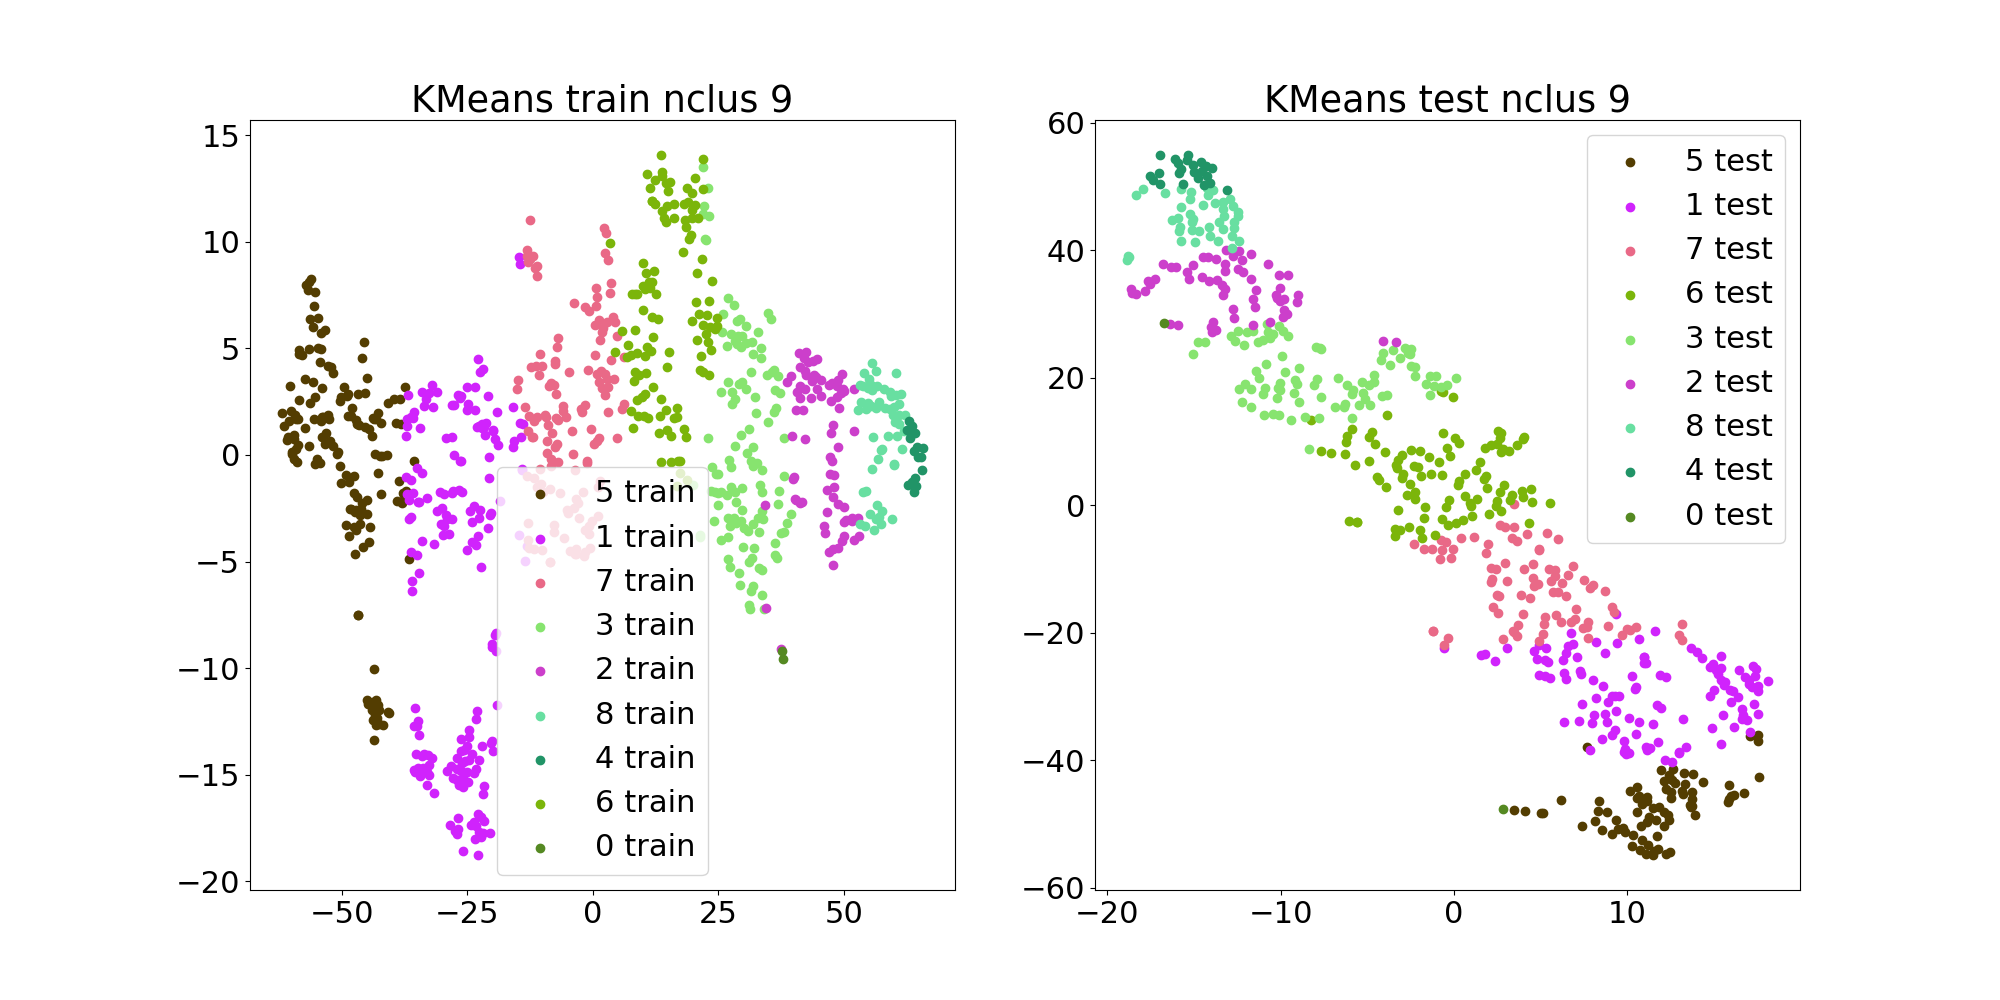 KMeans train nclus 9
15
10
5
0
−5
−10
−15
−20
−50
−25
0
25
50
5 train
1 train
7 train
3 train
2 train
8 train
4 train
6 train
0 train
KMeans test nclus 9
60
40
20
0
−20
−40
−60
−20
−10
0
10
5 test
1 test
7 test
6 test
3 test
2 test
8 test
4 test
0 test